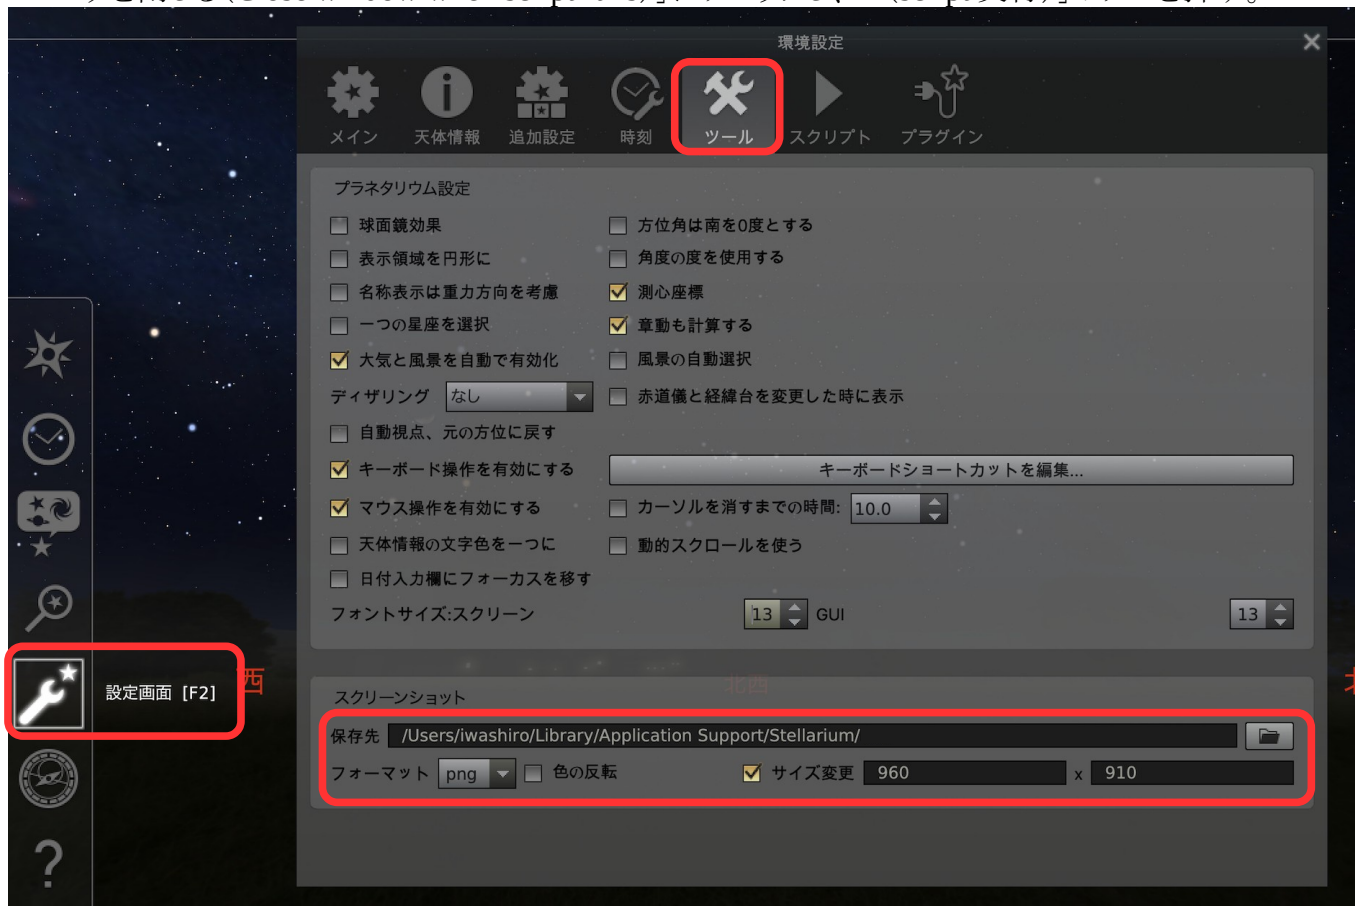 環境設定
メイン 天体情報 追加設定 時刻 ツール スクリプト プラグイン
プラネタリウム設定
球面鏡効果 方位角は南を0度とする
表示領域を円形に 角度の度を使用する
名称表示は重力方向を考慮 測心座標
一つの星座を選択 章動も計算する
大気と風景を自動で有効化 風景の自動選択
ディザリング なし 赤道儀と経緯台を変更した時に表示
自動視点、元の方位に戻す
キーボード操作を有効にする キーボードショートカットを編集...
マウス操作を有効にする カーソルを消すまでの時間: 10.0
天体情報の文字色を一つに 動的スクロールを使う
日付入力欄にフォーカスを移す
フォントサイズ:スクリーン 13 GUI 13
設定画面 [F2] 西 北西
スクリーンショット
保存先 /Users/iwashiro/Library/Application Support/Stellarium/
フォーマット png 色の反転 サイズ変更 960 x 910